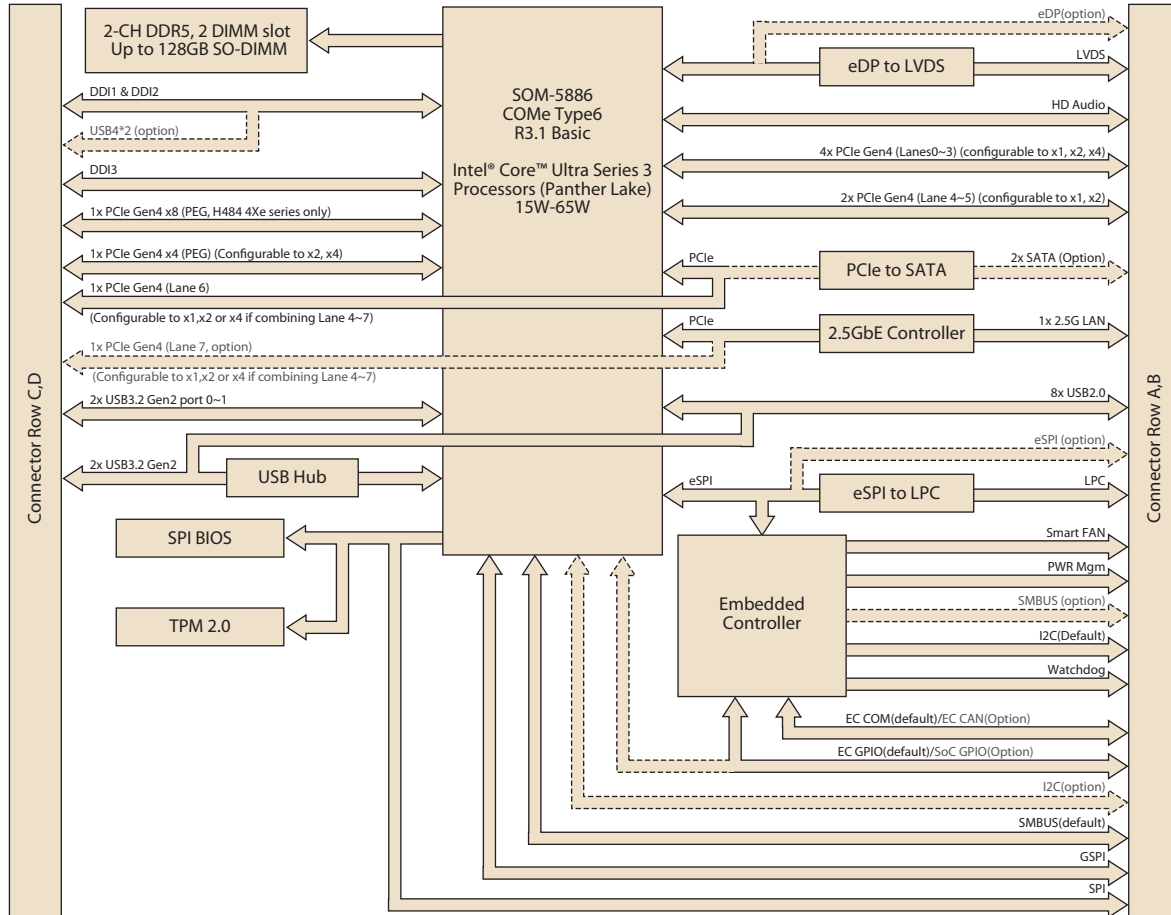 2-CH DDR5, 2 DIMM slot
Up to 128GB SO-DIMM
SOM-5886
COMe Type6
R3.1 Basic
Intel® Core™ Ultra Series 3
Processors (Panther Lake)
15W-65W
Connector Row C,D
DDI1 & DDI2
USB4*2 (option)
DDI3
1x PCIe Gen4 x8 (PEG, H484 4Xe series only)
1x PCIe Gen4 x4 (PEG) (Configurable to x2, x4)
1x PCIe Gen4 (Lane 6)
(Configurable to x1,x2 or x4 if combining Lane 4~7)
1x PCIe Gen4 (Lane 7, option)
(Configurable to x1,x2 or x4 if combining Lane 4~7)
2x USB3.2 Gen2 port 0~1
2x USB3.2 Gen2
USB Hub
SPI BIOS
TPM 2.0
eDP(option)
eDP to LVDS
LVDS
HD Audio
4x PCIe Gen4 (Lanes0~3) (configurable to x1, x2, x4)
2x PCIe Gen4 (Lane 4~5) (configurable to x1, x2)
PCIe
PCIe to SATA
2x SATA (Option)
PCIe
2.5GbE Controller
1x 2.5G LAN
8x USB2.0
eSPI (option)
eSPI
eSPI to LPC
LPC
Embedded
Controller
Smart FAN
PWR Mgm
SMBUS (option)
I2C(Default)
Watchdog
EC COM(default)/EC CAN(Option)
EC GPIO(default)/SoC GPIO(Option)
I2C(option)
SMBUS(default)
GSPI
SPI
Connector Row A,B